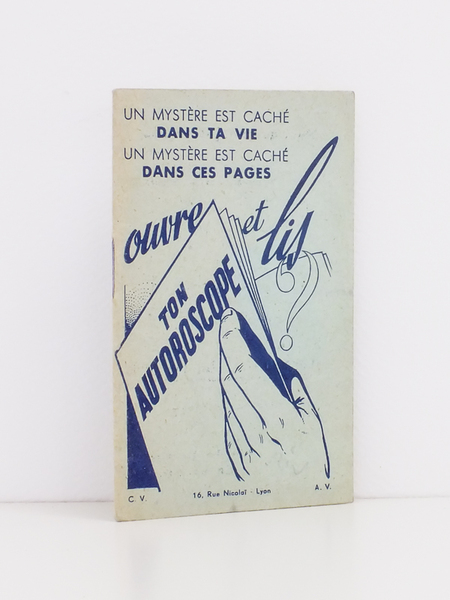 UN MYSTÈRE EST CACHÉ
DANS TA VIE
UN MYSTÈRE EST CACHÉ
DANS CES PAGES
ouvre et lis
?
TON
AUTOROSCOPE
C V.
16, Rue Nicolaï - Lyon
A. V.